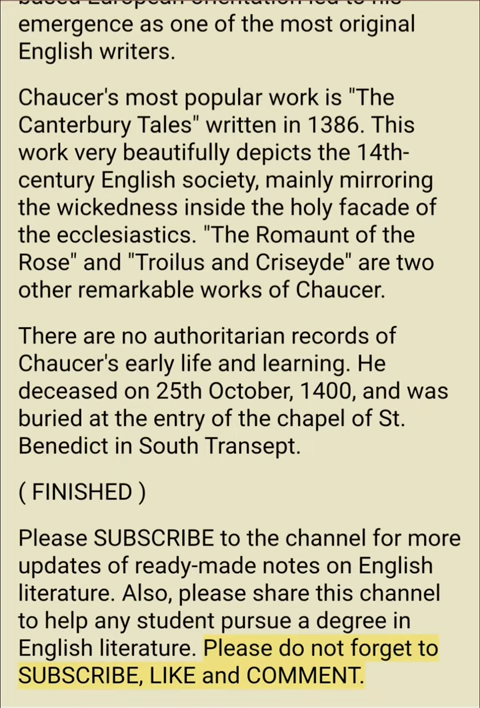 based European orientation led to his
emergence as one of the most original
English writers.
Chaucer's most popular work is "The
Canterbury Tales" written in 1386. This
work very beautifully depicts the 14th-
century English society, mainly mirroring
the wickedness inside the holy facade of
the ecclesiastics. "The Romaunt of the
Rose" and "Troilus and Criseyde" are two
other remarkable works of Chaucer.
There are no authoritarian records of
Chaucer's early life and learning. He
deceased on 25th October, 1400, and was
buried at the entry of the chapel of St.
Benedict in South Transept.
( FINISHED )
Please SUBSCRIBE to the channel for more
updates of ready-made notes on English
literature. Also, please share this channel
to help any student pursue a degree in
English literature. Please do not forget to
SUBSCRIBE, LIKE and COMMENT.